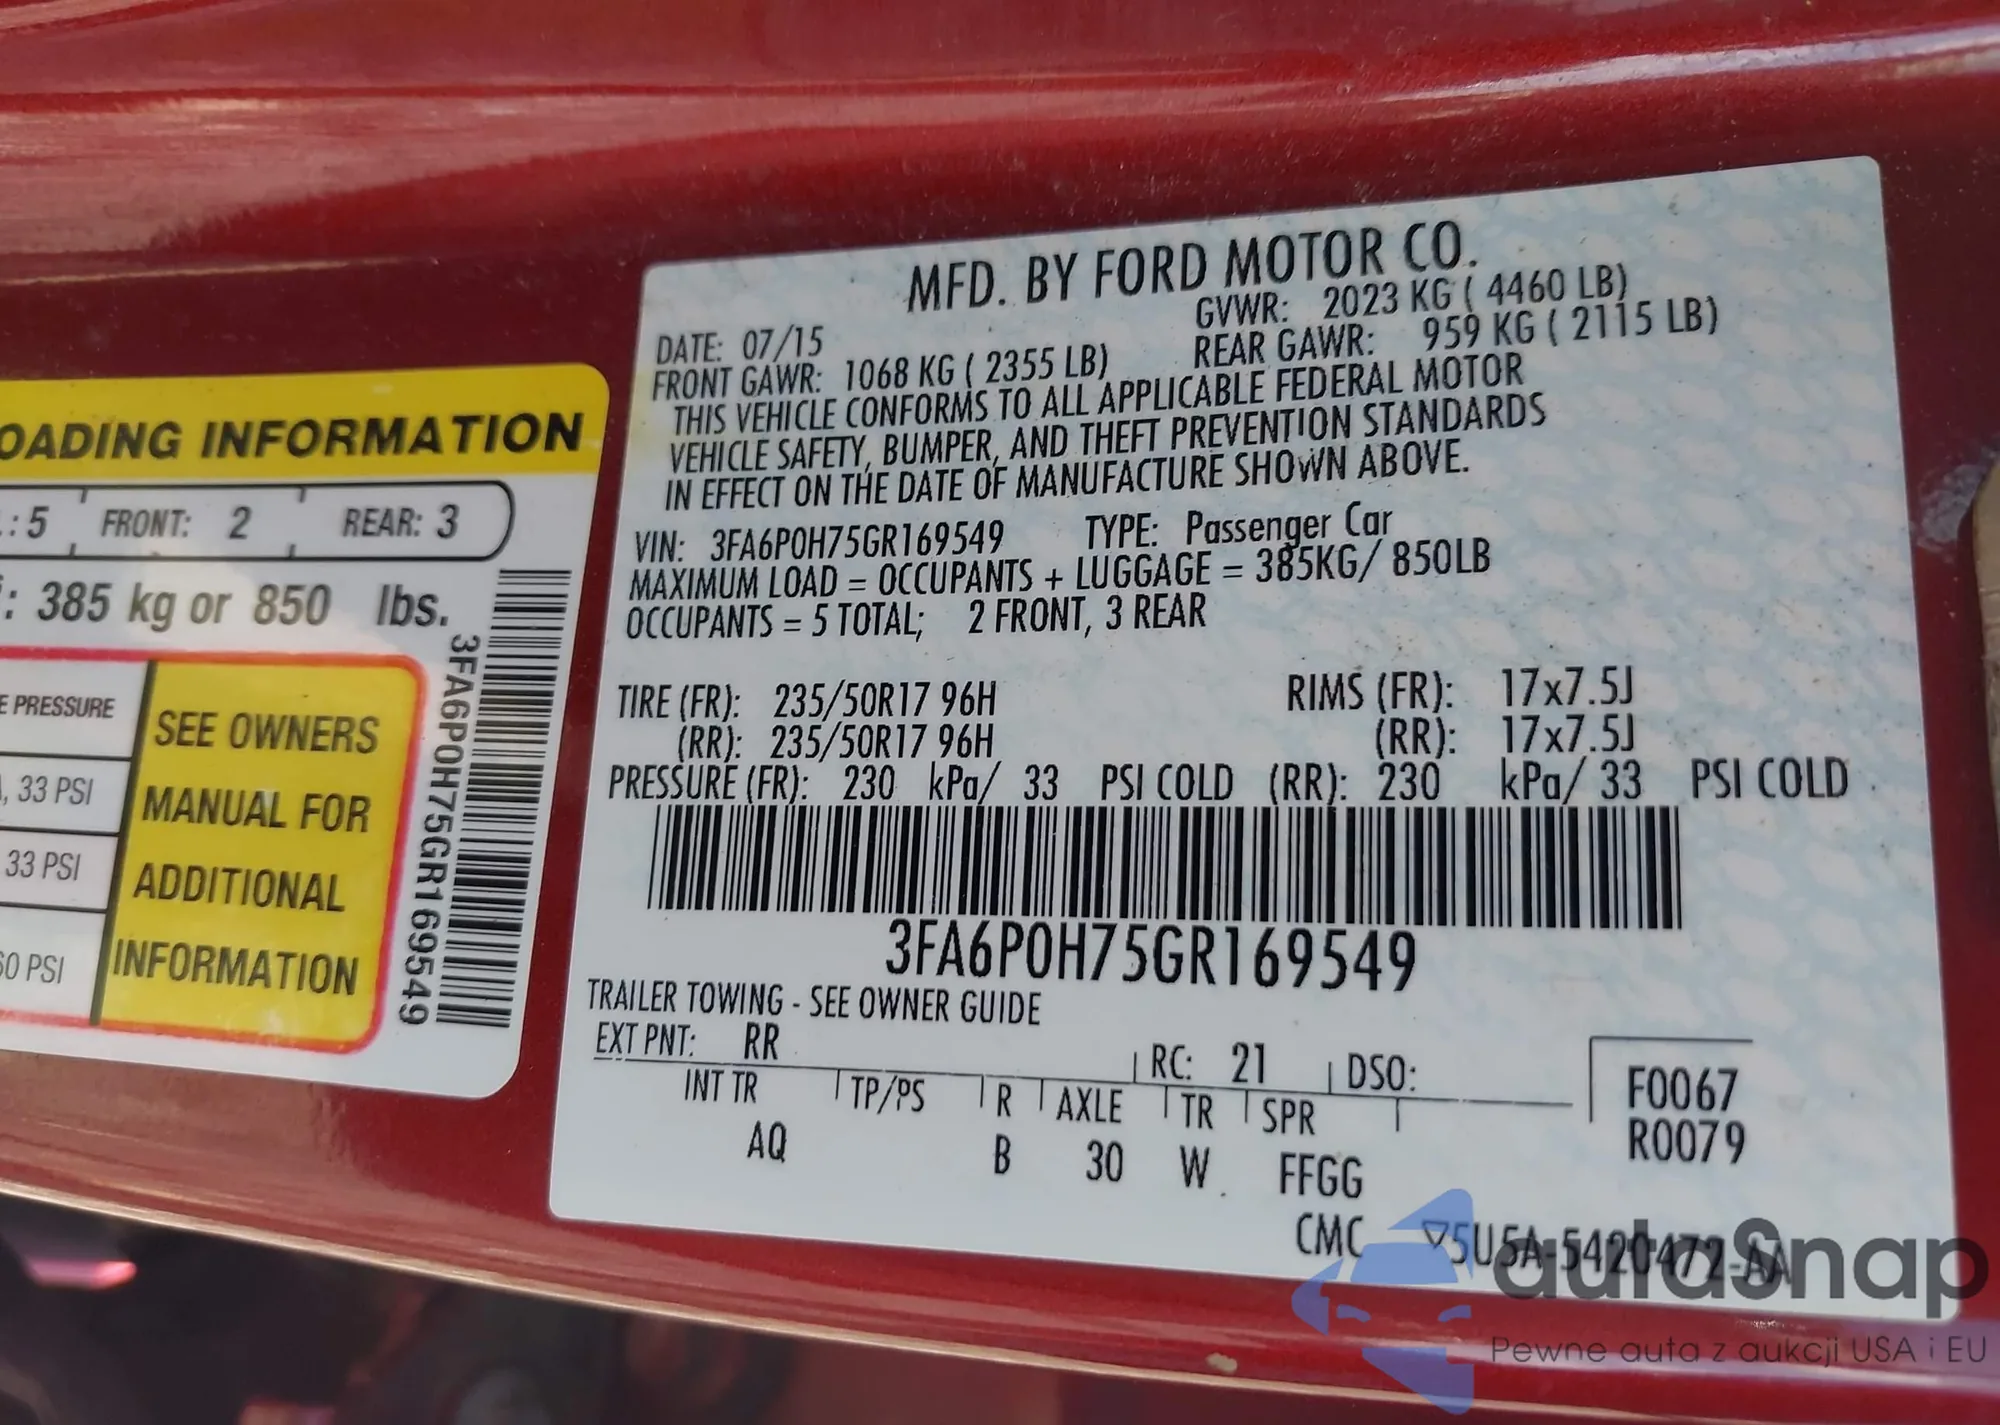 OADING INFORMATION
.: 5 FRONT: 2 REAR: 3
: 385 kg or 850 lbs.
E PRESSURE
, 33 PSI
33 PSI
60 PSI
SEE OWNERS
MANUAL FOR
ADDITIONAL
INFORMATION
3FA6P0H75GR169549
MFD. BY FORD MOTOR CO.
DATE: 07/15 GVWR: 2023 KG ( 4460 LB)
FRONT GAWR: 1068 KG ( 2355 LB) REAR GAWR: 959 KG ( 2115 LB)
THIS VEHICLE CONFORMS TO ALL APPLICABLE FEDERAL MOTOR
VEHICLE SAFETY, BUMPER, AND THEFT PREVENTION STANDARDS
IN EFFECT ON THE DATE OF MANUFACTURE SHOWN ABOVE.
VIN: 3FA6P0H75GR169549 TYPE: Passenger Car
MAXIMUM LOAD = OCCUPANTS + LUGGAGE = 385KG/ 850LB
OCCUPANTS = 5 TOTAL; 2 FRONT, 3 REAR
TIRE (FR): 235/50R17 96H RIMS (FR): 17x7.5J
(RR): 235/50R17 96H (RR): 17x7.5J
PRESSURE (FR): 230 kPa/ 33 PSI COLD (RR): 230 kPa/ 33 PSI COLD
3FA6P0H75GR169549
TRAILER TOWING - SEE OWNER GUIDE
EXT PNT: RR RC: 21 DSO:
INT TR TP/PS R AXLE TR SPR
AQ B 30 W FFGG
F0067
R0079
CMC ▽5U5A-5420472-AA
autoSnap
Pewne auta z aukcji USA i EU